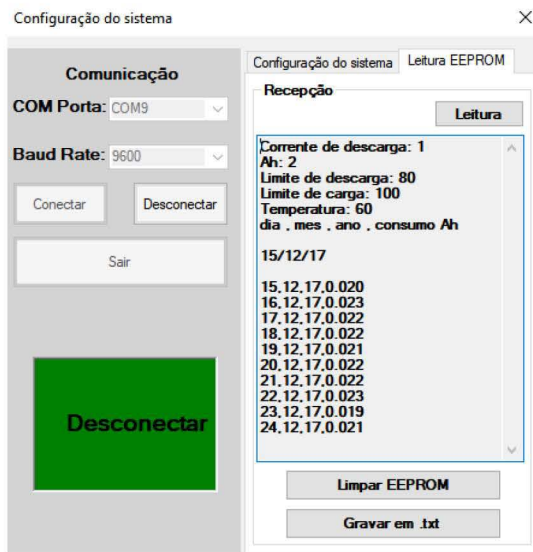 Configuração do sistema
Comunicação
COM Porta: COM9
Baud Rate: 9600
Conectar
Desconectar
Sair
Desconectar
Configuração do sistema
Leitura EEPROM
Recepção
Leitura
Corrente de descarga: 1
Ah: 2
Limite de descarga: 80
Limite de carga: 100
Temperatura: 60
dia , mes , ano , consumo Ah
15/12/17
15,12,17,0.020
16,12,17,0.023
17,12,17,0.022
18,12,17,0.022
19,12,17,0.021
20,12,17,0.022
21,12,17,0.022
22,12,17,0.023
23,12,17,0.019
24,12,17,0.021
Limpar EEPROM
Gravar em .txt